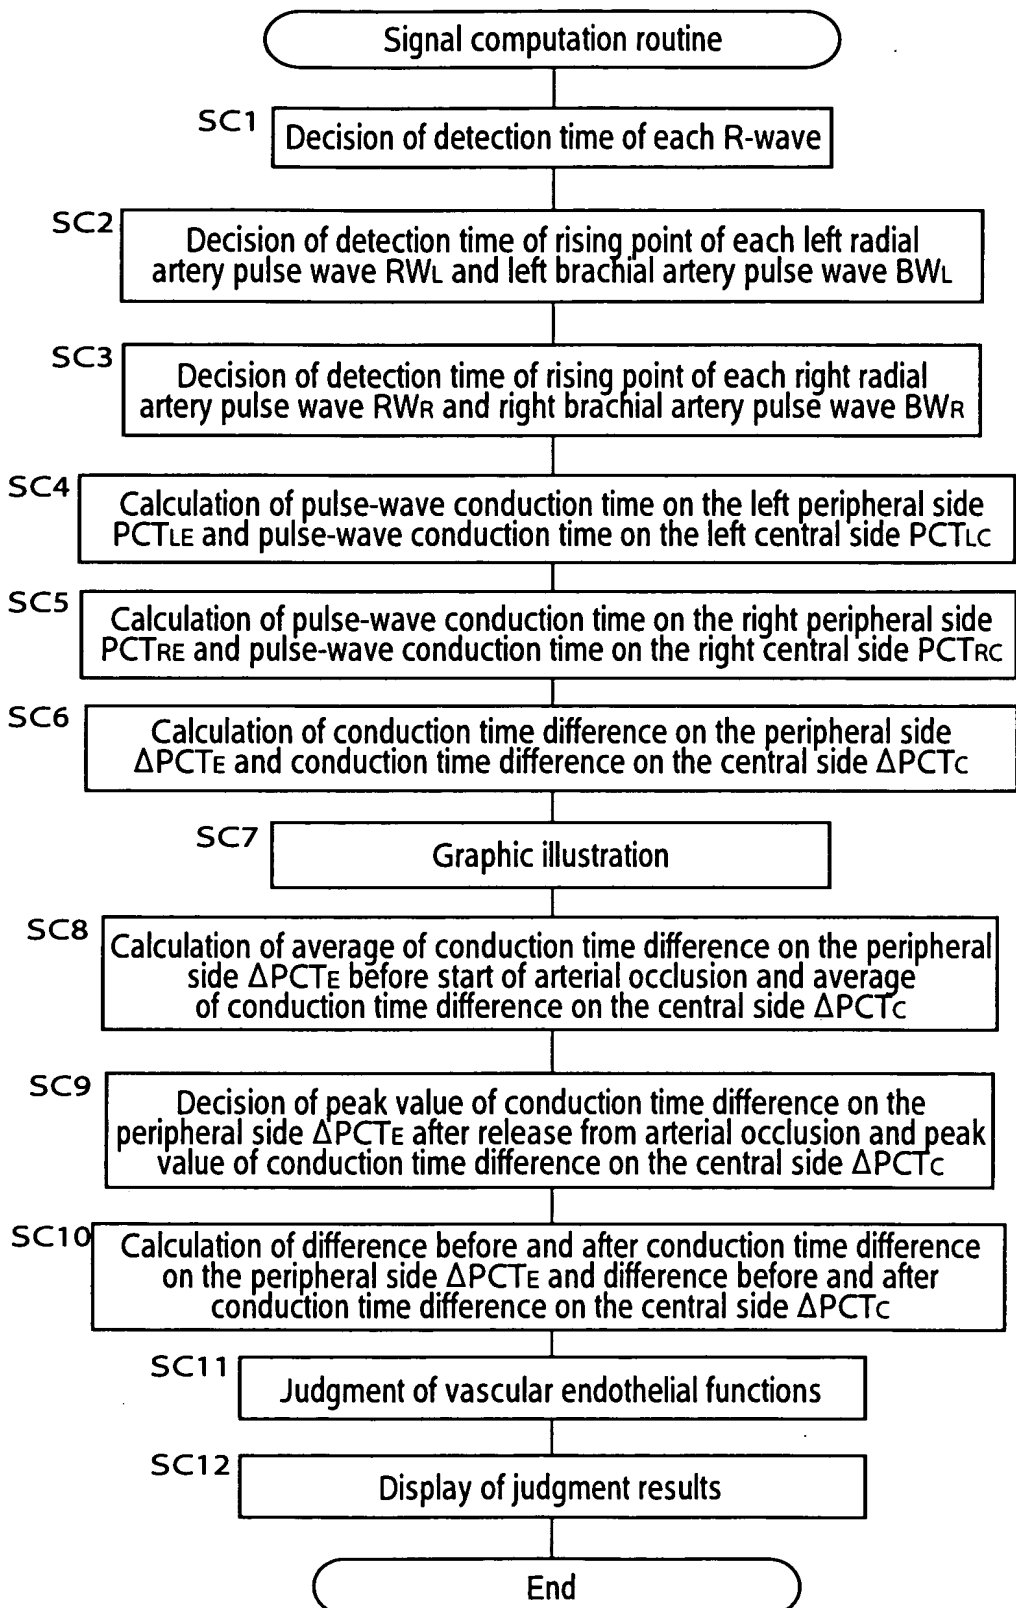 Signal computation routine
SC1
Decision of detection time of each R-wave
SC2
Decision of detection time of rising point of each left radial
artery pulse wave RWL and left brachial artery pulse wave BWL
SC3
Decision of detection time of rising point of each right radial
artery pulse wave RWR and right brachial artery pulse wave BWR
SC4
Calculation of pulse-wave conduction time on the left peripheral side
PCTLE and pulse-wave conduction time on the left central side PCTLC
SC5
Calculation of pulse-wave conduction time on the right peripheral side
PCTRE and pulse-wave conduction time on the right central side PCTRC
SC6
Calculation of conduction time difference on the peripheral side
ΔPCTE and conduction time difference on the central side ΔPCTC
SC7
Graphic illustration
SC8
Calculation of average of conduction time difference on the peripheral
side ΔPCTE before start of arterial occlusion and average
of conduction time difference on the central side ΔPCTC
SC9
Decision of peak value of conduction time difference on the
peripheral side ΔPCTE after release from arterial occlusion and peak
value of conduction time difference on the central side ΔPCTC
SC10
Calculation of difference before and after conduction time difference
on the peripheral side ΔPCTE and difference before and after
conduction time difference on the central side ΔPCTC
SC11
Judgment of vascular endothelial functions
SC12
Display of judgment results
End